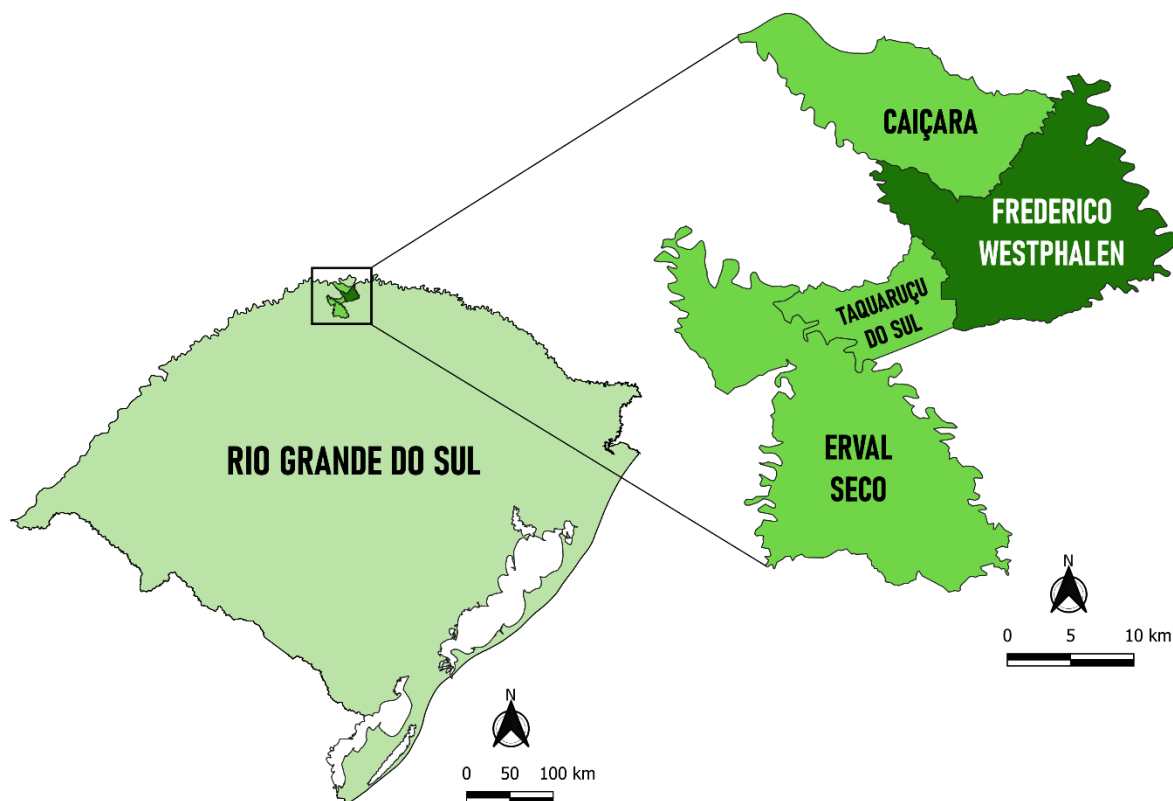 CAIÇARA
FREDERICO
WESTPHALEN
TAQUARUÇU
DO SUL
ERVAL
SECO
RIO GRANDE DO SUL
N
0 5 10 km
N
0 50 100 km